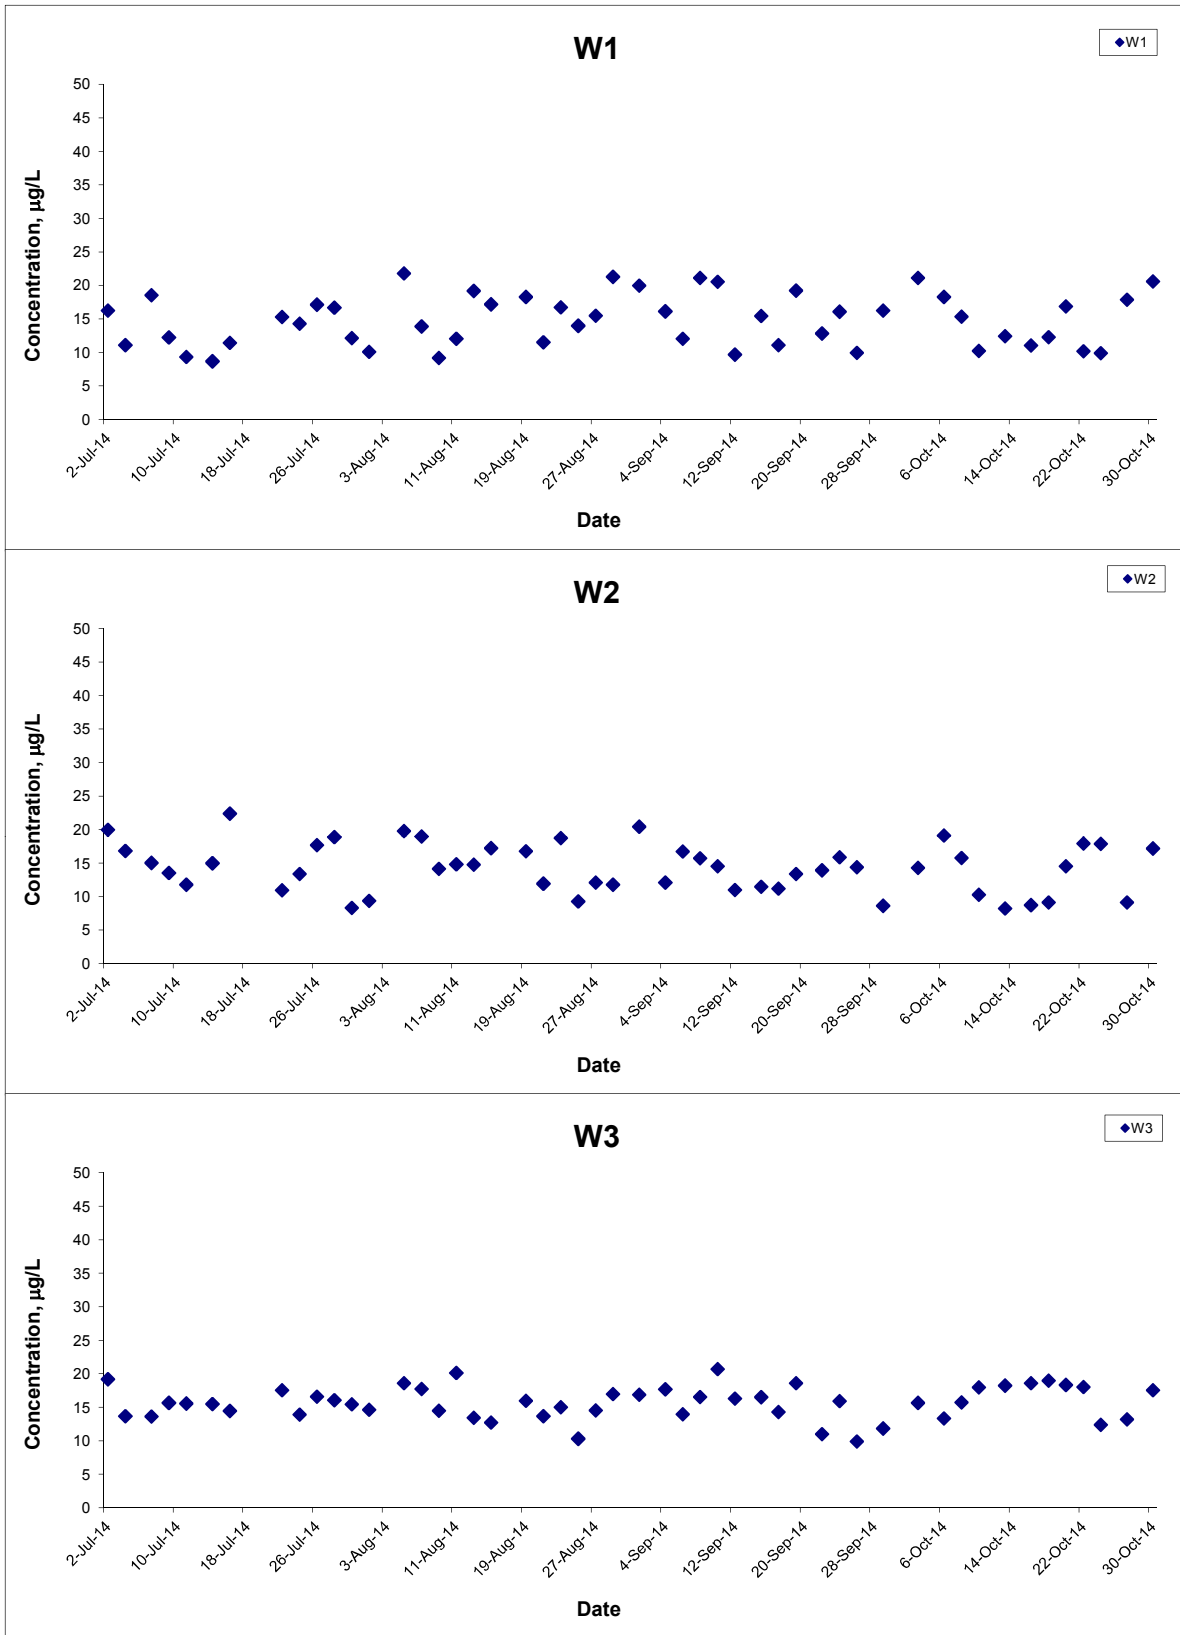 W1
W1
50
45
40
35
30
25
20
15
10
5
0
Concentration, µg/L
2-Jul-14 10-Jul-14 18-Jul-14 26-Jul-14 3-Aug-14 11-Aug-14 19-Aug-14 27-Aug-14 4-Sep-14 12-Sep-14 20-Sep-14 28-Sep-14 6-Oct-14 14-Oct-14 22-Oct-14 30-Oct-14
Date
W2
W2
50
45
40
35
30
25
20
15
10
5
0
Concentration, µg/L
2-Jul-14 10-Jul-14 18-Jul-14 26-Jul-14 3-Aug-14 11-Aug-14 19-Aug-14 27-Aug-14 4-Sep-14 12-Sep-14 20-Sep-14 28-Sep-14 6-Oct-14 14-Oct-14 22-Oct-14 30-Oct-14
Date
W3
W3
50
45
40
35
30
25
20
15
10
5
0
Concentration, µg/L
2-Jul-14 10-Jul-14 18-Jul-14 26-Jul-14 3-Aug-14 11-Aug-14 19-Aug-14 27-Aug-14 4-Sep-14 12-Sep-14 20-Sep-14 28-Sep-14 6-Oct-14 14-Oct-14 22-Oct-14 30-Oct-14
Date